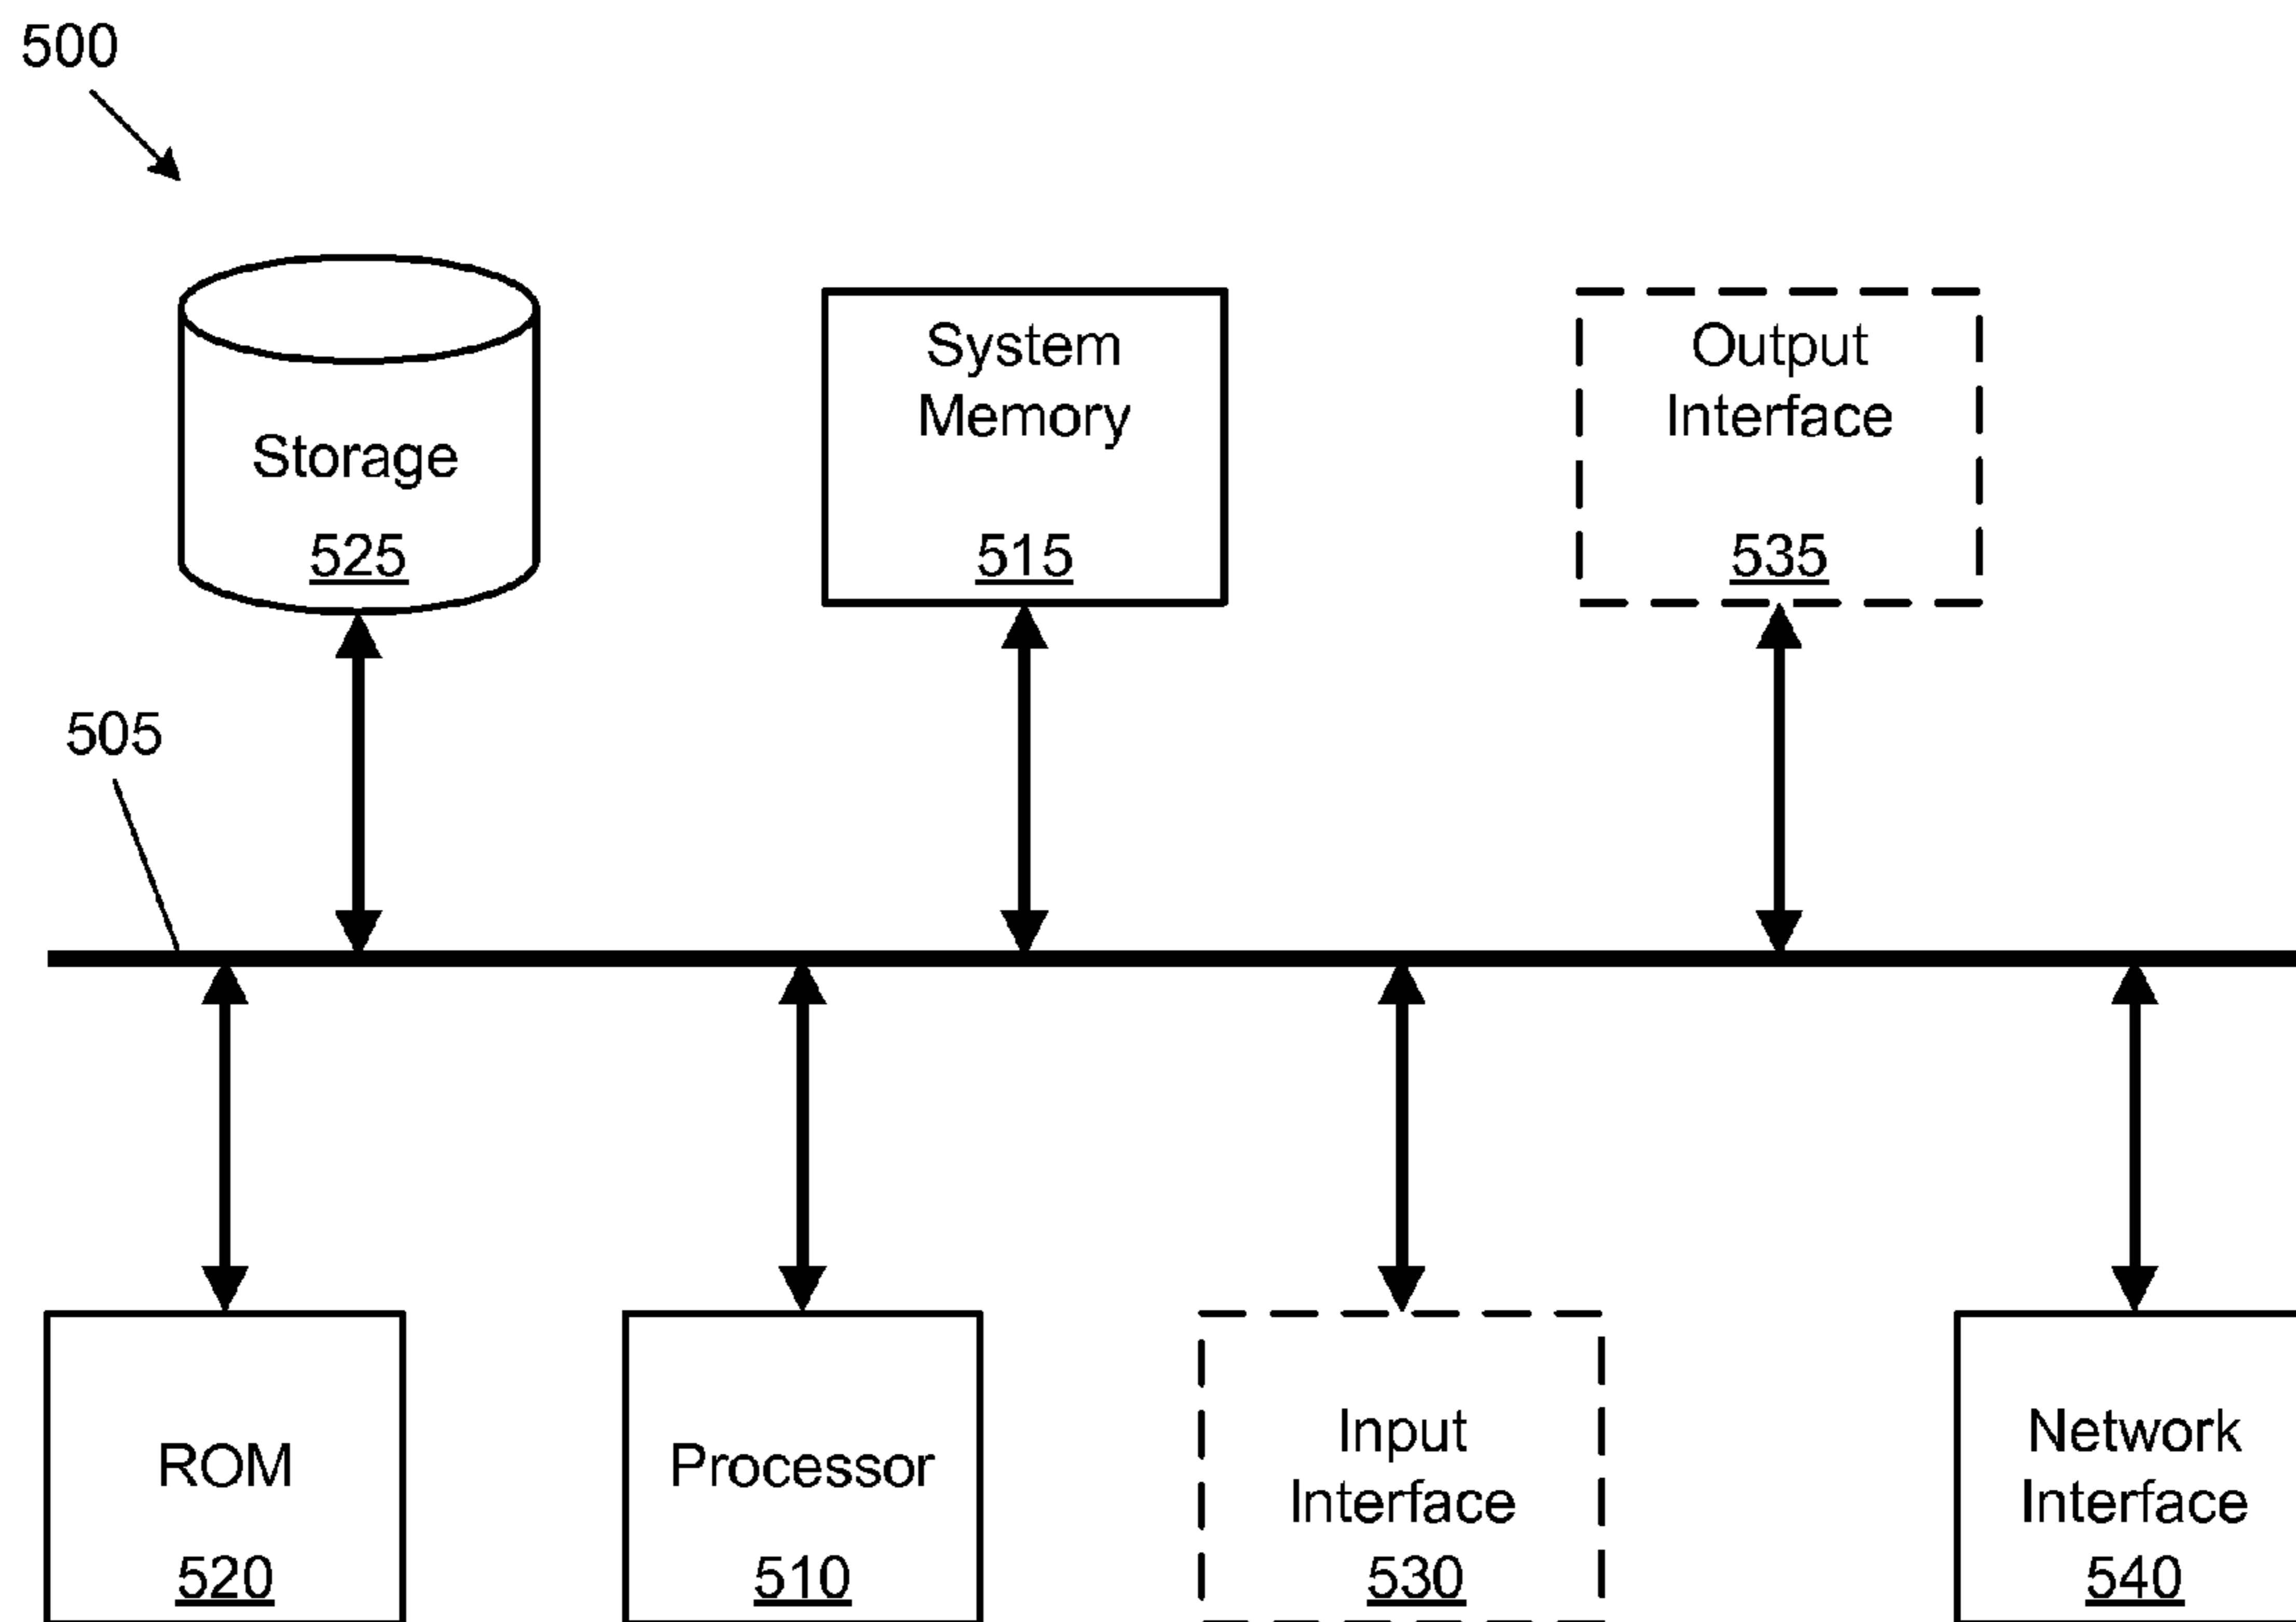 500
Storage
525
System
Memory
515
Output
Interface
535
505
ROM
520
Processor
510
Input
Interface
530
Network
Interface
540